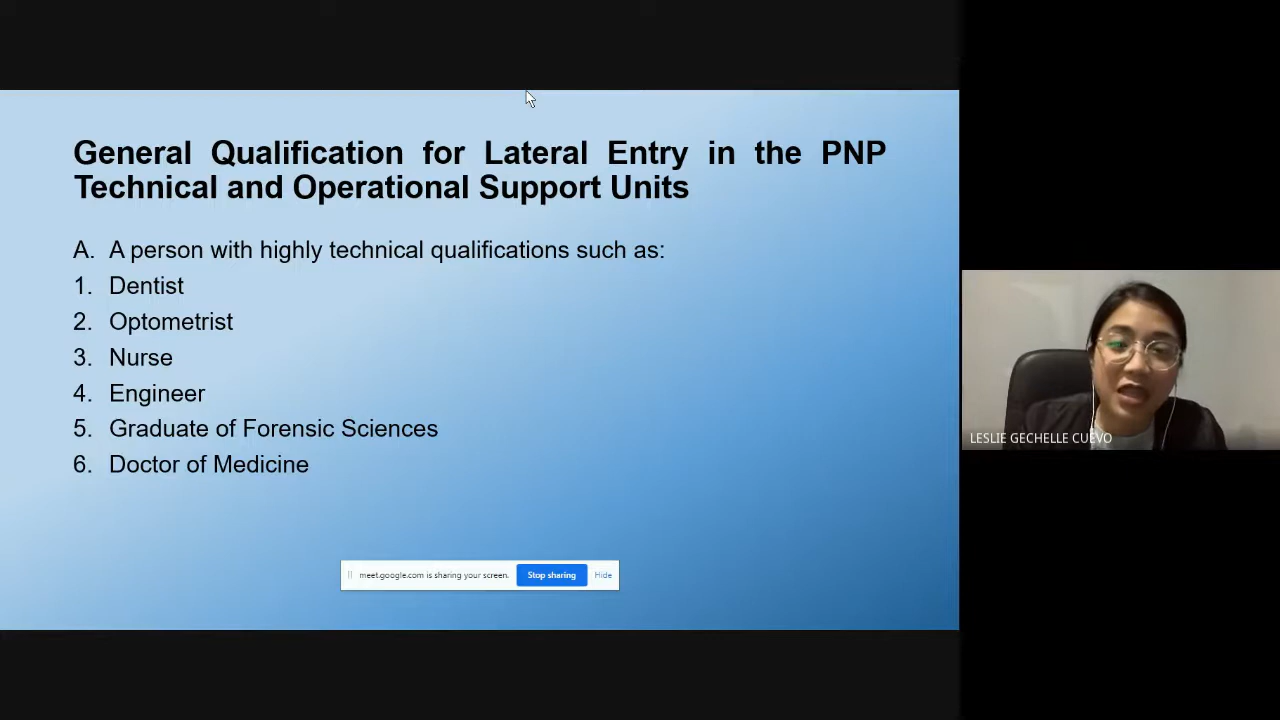 General Qualification for Lateral Entry in the PNP
Technical and Operational Support Units
A. A person with highly technical qualifications such as:
1. Dentist
2. Optometrist
3. Nurse
4. Engineer
5. Graduate of Forensic Sciences
6. Doctor of Medicine
meet.google.com is sharing your screen. Stop sharing Hide
LESLIE GECHELLE CUEVO